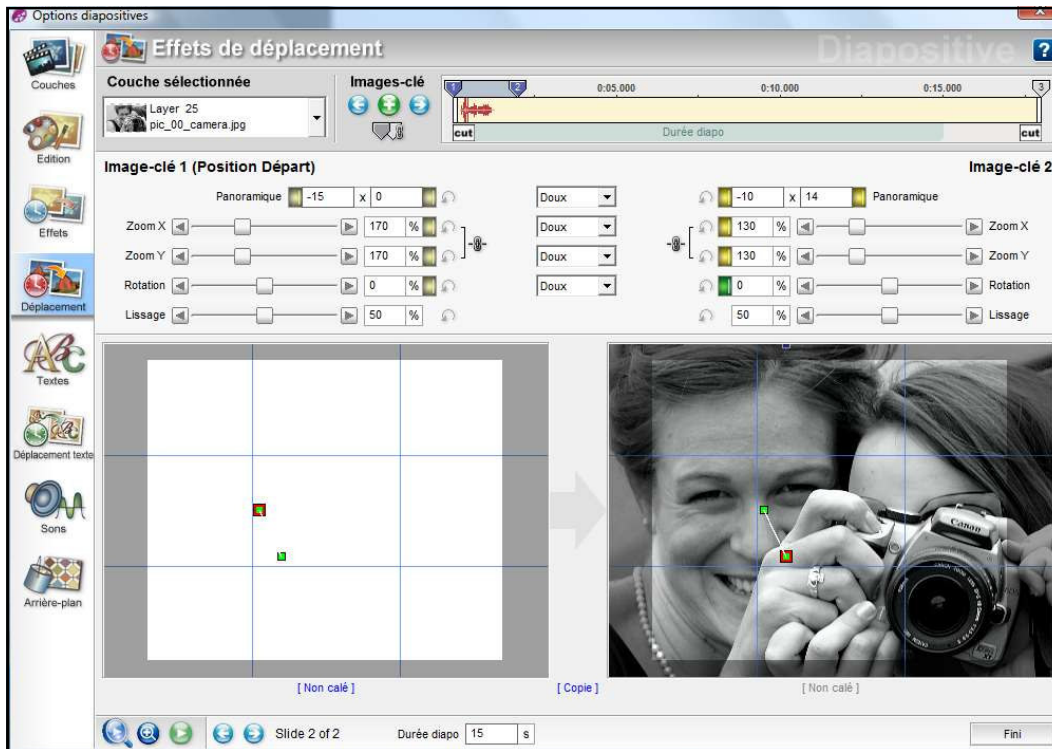 Options diapositives
Couches
Edition
Effets
Déplacement
Textes
Déplacement texte
Sons
Arrière-plan
Effets de déplacement
Diapositive
?
Couche sélectionnée
Layer 25
pic_00_camera.jpg
Images-clé
1 2 0:05.000 0:10.000 0:15.000 3
cut Durée diapo cut
Image-clé 1 (Position Départ) Image-clé 2
Panoramique -15 x 0 Doux -10 x 14 Panoramique
Zoom X 170 % Doux 130 % Zoom X
Zoom Y 170 % Doux 130 % Zoom Y
Rotation 0 % Doux 0 % Rotation
Lissage 50 % 50 % Lissage
Canon
[ Non calé ] [ Copie ] [ Non calé ]
Slide 2 of 2 Durée diapo 15 s Fini